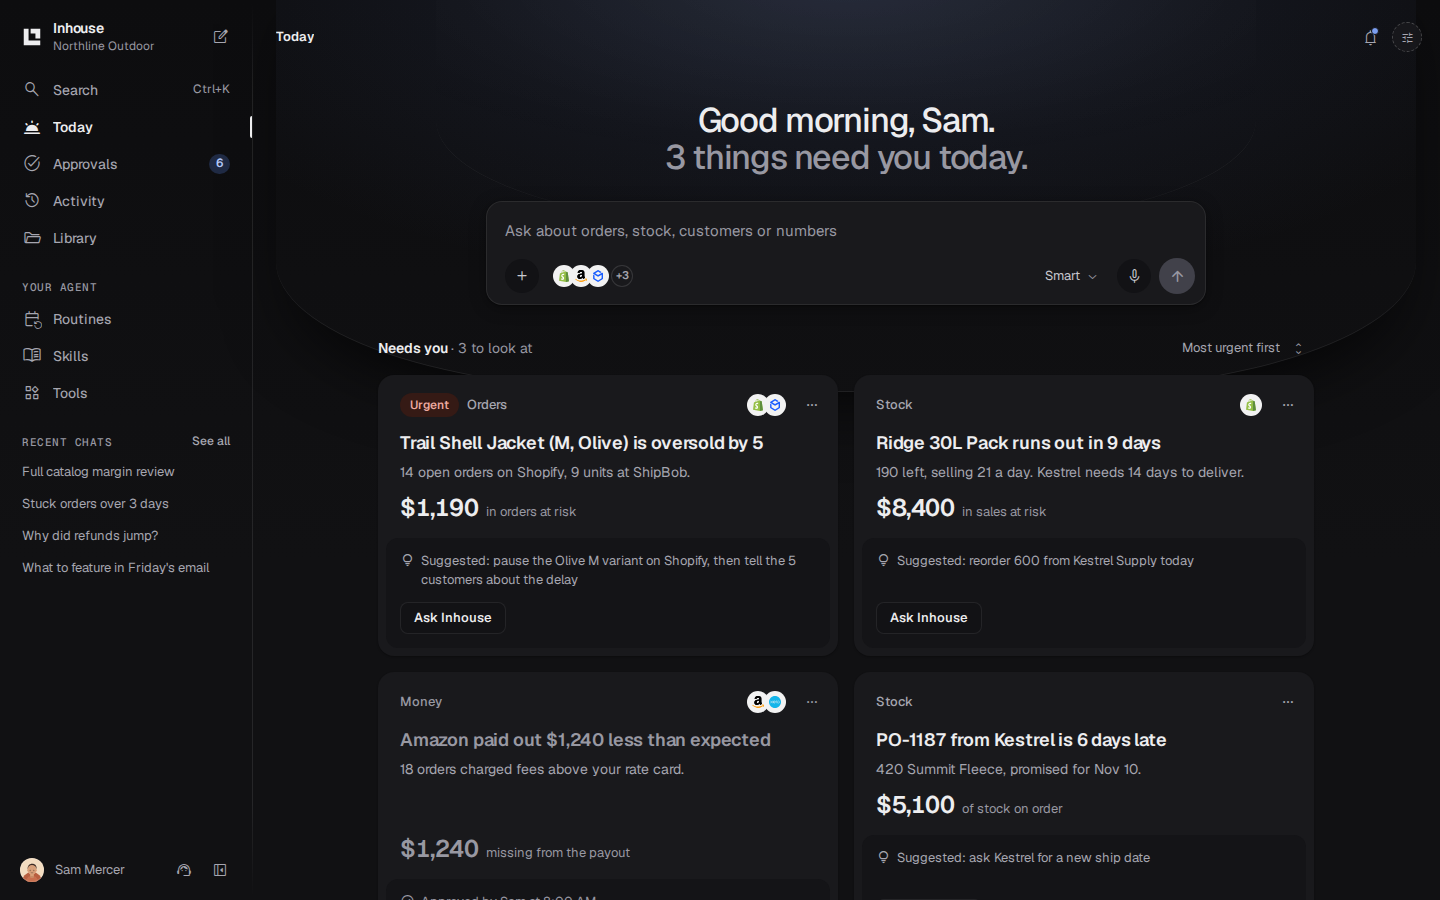 Inhouse
Northline Outdoor
Search Ctrl+K
Today
Approvals 6
Activity
Library
YOUR AGENT
Routines
Skills
Tools
RECENT CHATS See all
Full catalog margin review
Stuck orders over 3 days
Why did refunds jump?
What to feature in Friday's email
Sam Mercer
Today
Good morning, Sam.
3 things need you today.
Ask about orders, stock, customers or numbers
+3 Smart
Needs you · 3 to look at
Most urgent first
Urgent Orders
Trail Shell Jacket (M, Olive) is oversold by 5
14 open orders on Shopify, 9 units at ShipBob.
$1,190 in orders at risk
Suggested: pause the Olive M variant on Shopify, then tell the 5
customers about the delay
Ask Inhouse
Stock
Ridge 30L Pack runs out in 9 days
190 left, selling 21 a day. Kestrel needs 14 days to deliver.
$8,400 in sales at risk
Suggested: reorder 600 from Kestrel Supply today
Ask Inhouse
Money
Amazon paid out $1,240 less than expected
18 orders charged fees above your rate card.
$1,240 missing from the payout
Approved by Sam at 8:00 AM
Stock
PO-1187 from Kestrel is 6 days late
420 Summit Fleece, promised for Nov 10.
$5,100 of stock on order
Suggested: ask Kestrel for a new ship date